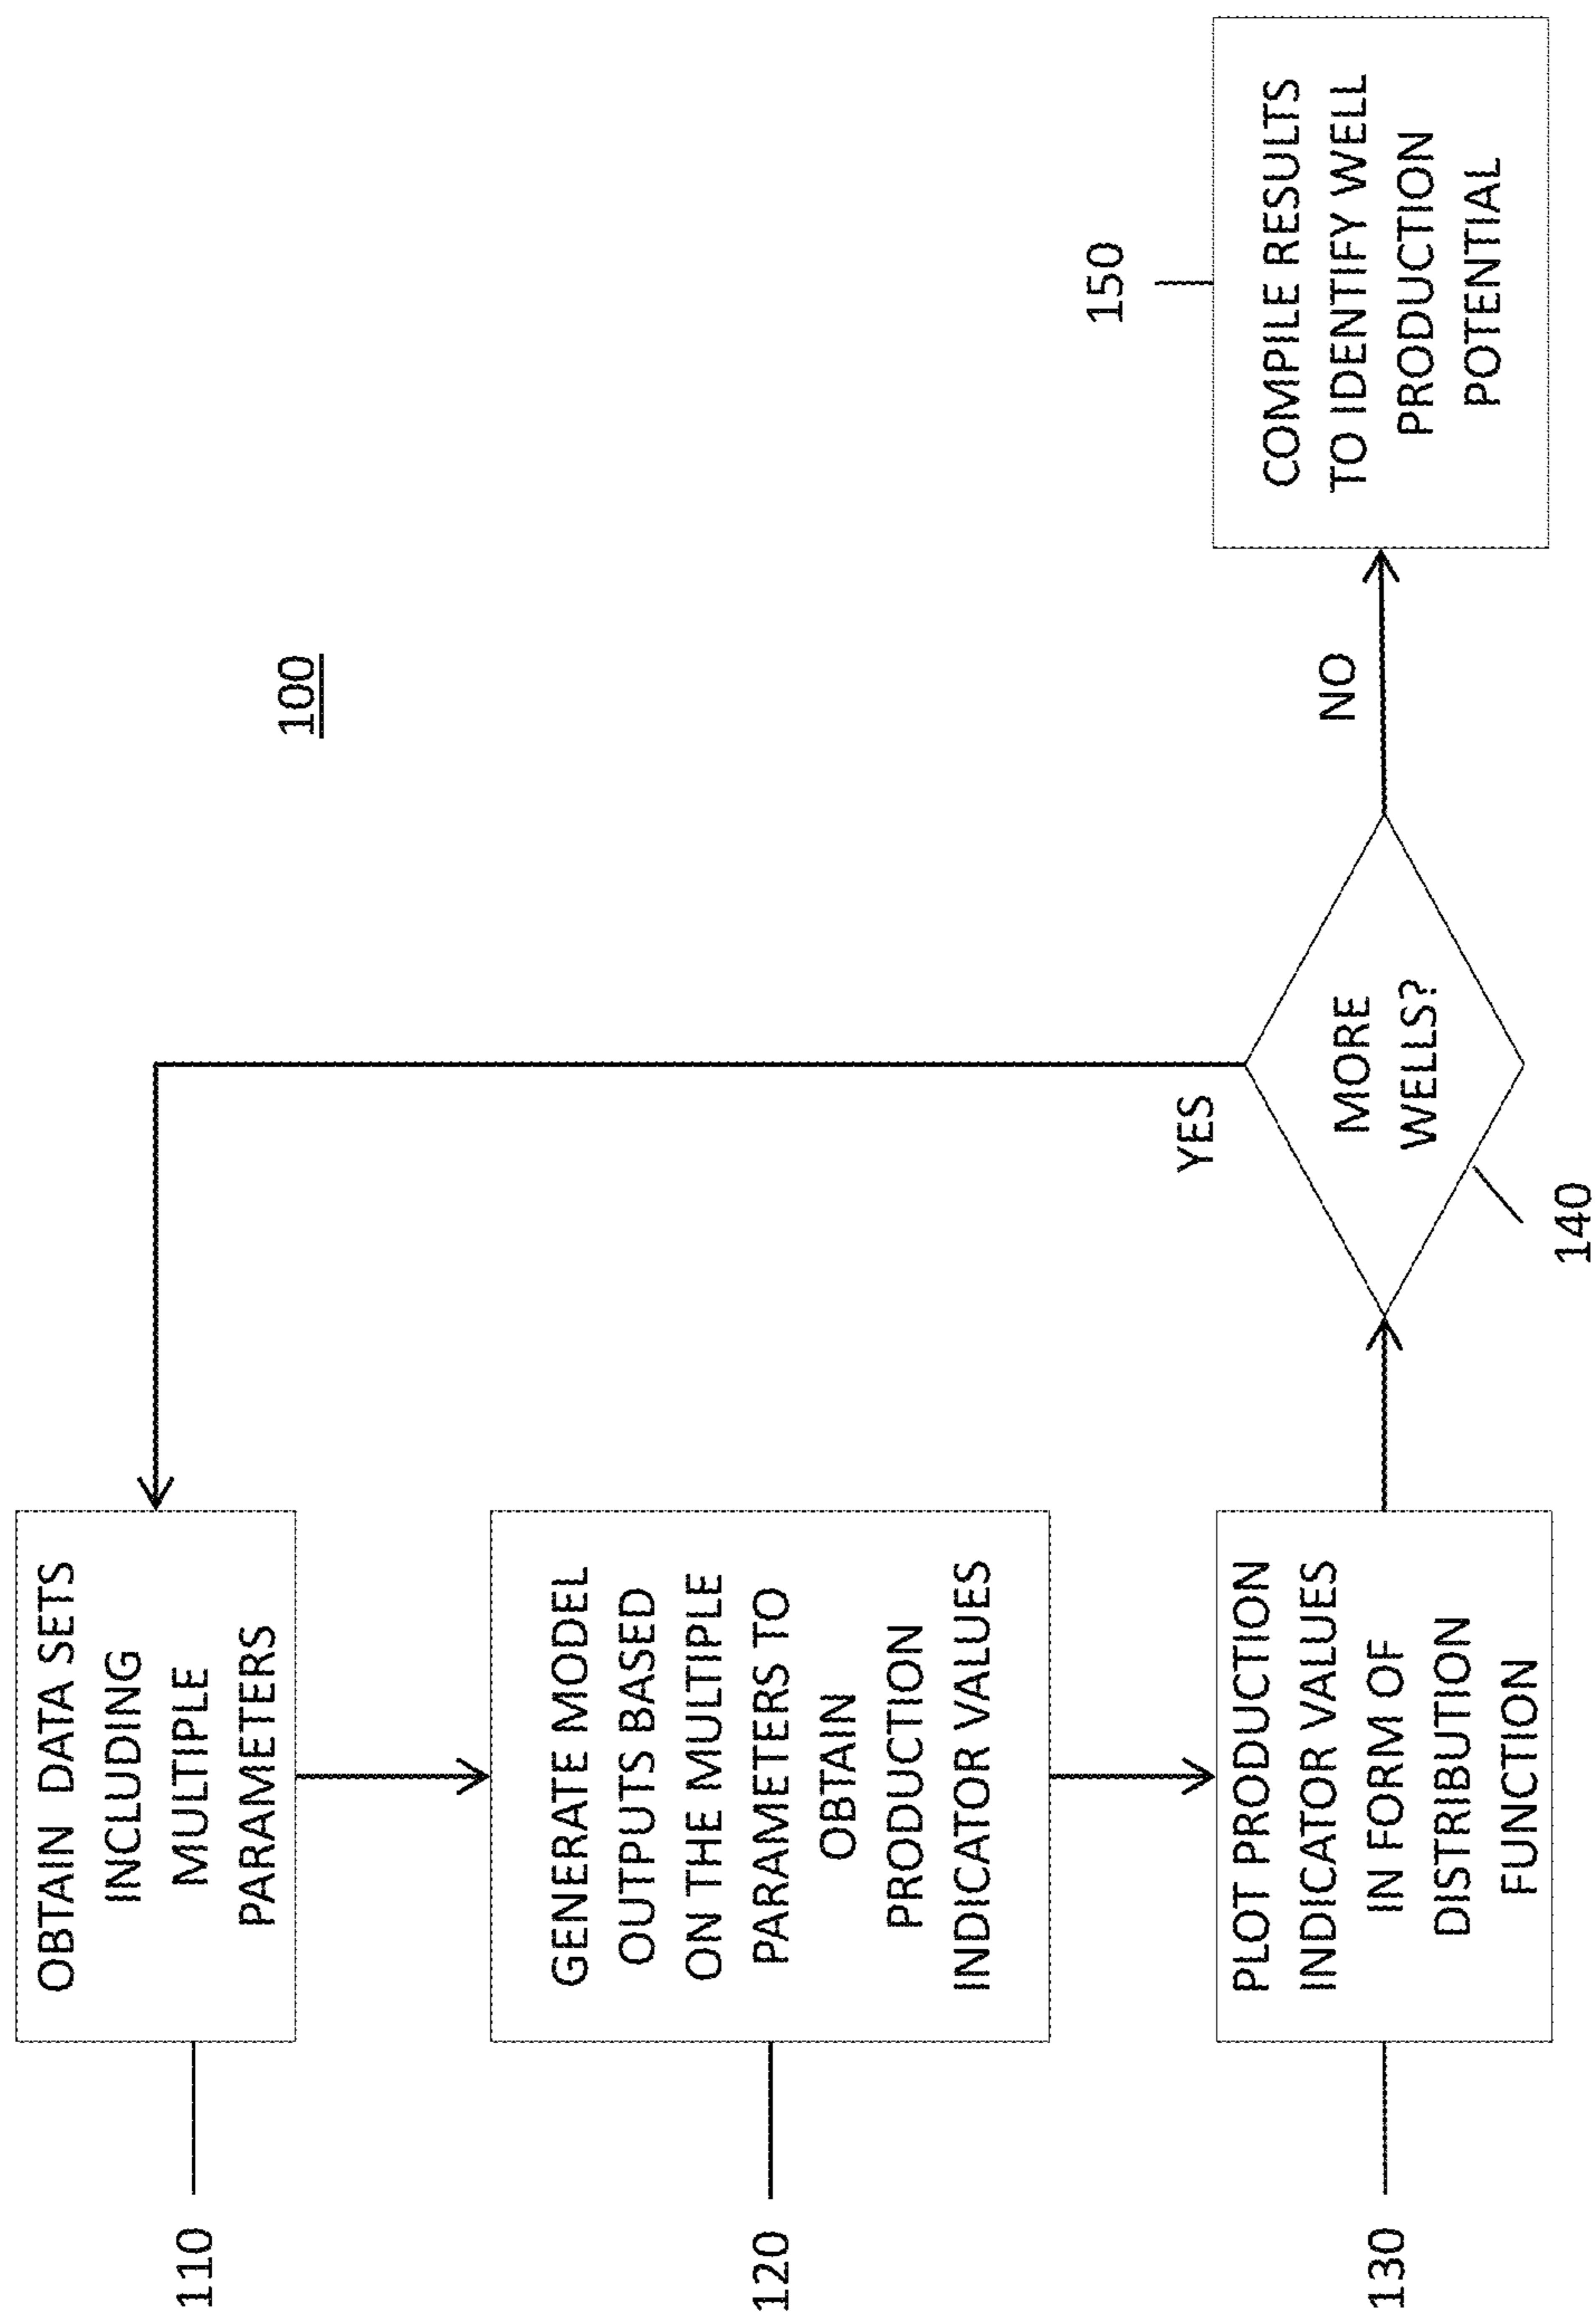 100
110
OBTAIN DATA SETS
INCLUDING
MULTIPLE
PARAMETERS
120
GENERATE MODEL
OUTPUTS BASED
ON THE MULTIPLE
PARAMETERS TO
OBTAIN
PRODUCTION
INDICATOR VALUES
130
PLOT PRODUCTION
INDICATOR VALUES
IN FORM OF
DISTRIBUTION
FUNCTION
YES
MORE
WELLS?
140
NO
150
COMPILE RESULTS
TO IDENTIFY WELL
PRODUCTION
POTENTIAL